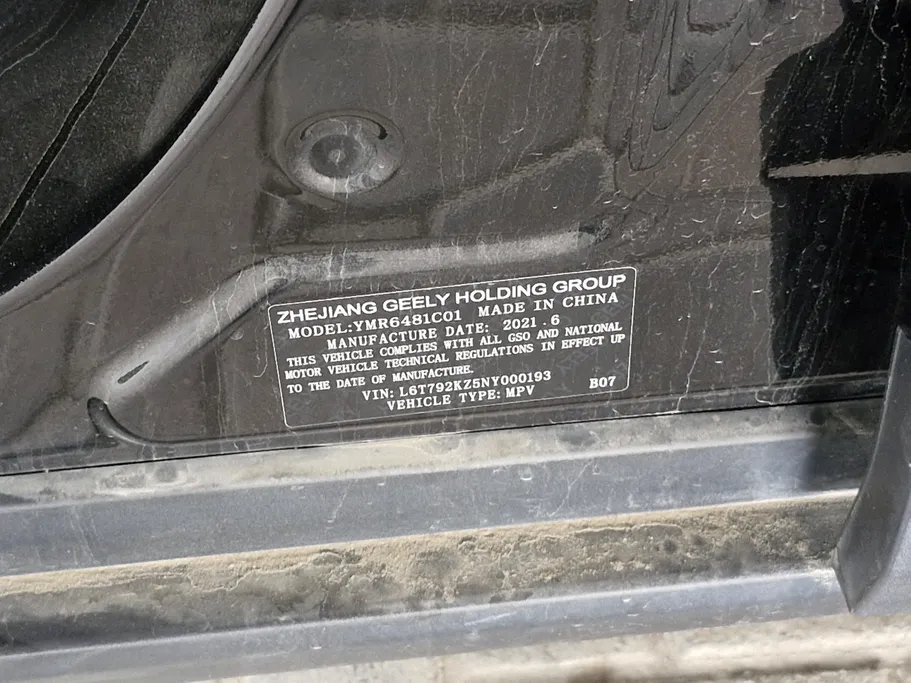 ZHEJIANG GEELY HOLDING GROUP
MODEL:YMR6481C01 MADE IN CHINA
MANUFACTURE DATE: 2021.6
THIS VEHICLE COMPLIES WITH ALL GSO AND NATIONAL
MOTOR VEHICLE TECHNICAL REGULATIONS IN EFFECT UP
TO THE DATE OF MANUFACTURE.
VIN: L6T792KZ5NY000193
VEHICLE TYPE: MPV B07